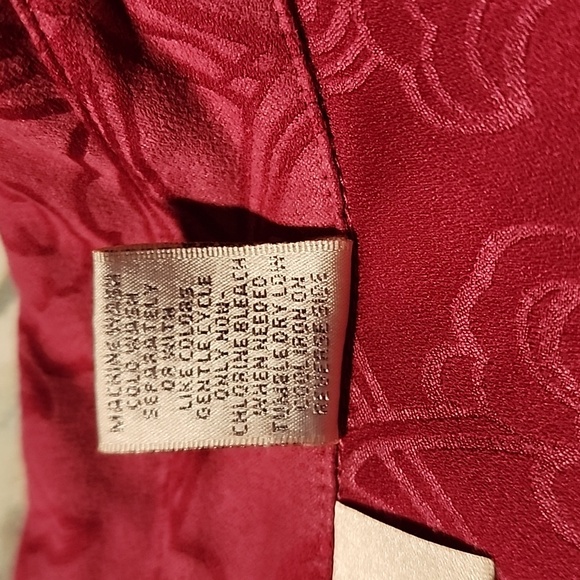 MACHINE WASH
COLD WASH
SEPARATELY
OR WITH
LIKE COLORS
GENTLE CYCLE
ONLY NON-
CHLORINE BLEACH
WHEN NEEDED
TUMBLE DRY LOW
COOL IRON ON
REVERSE SIDE